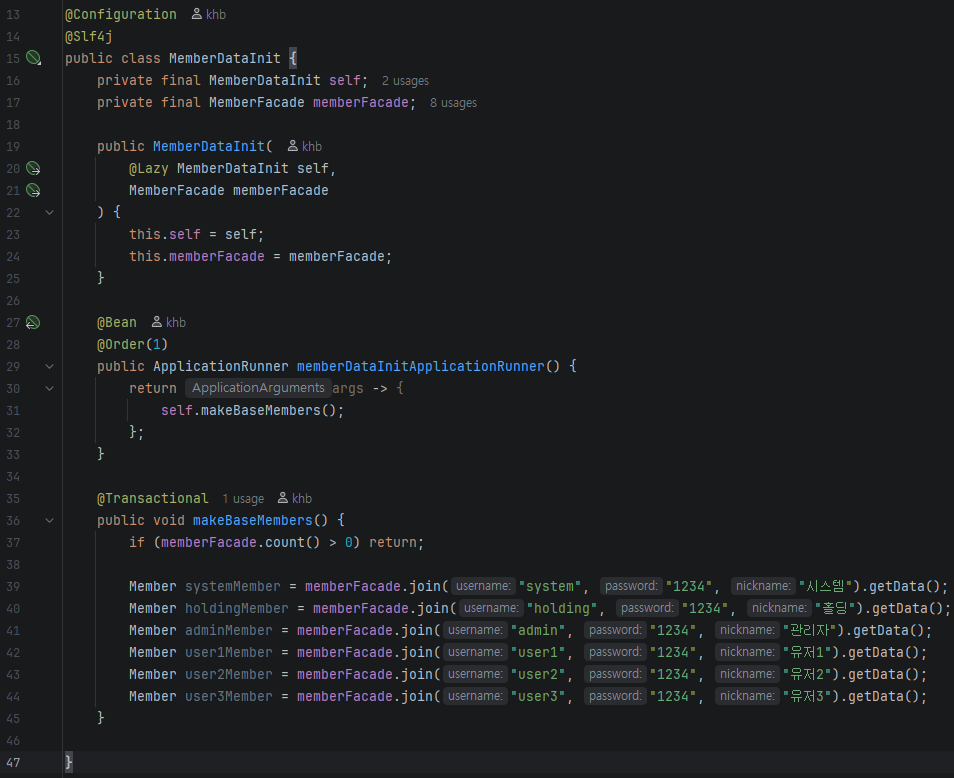 13 @Configuration khb
14 @Slf4j
15 public class MemberDataInit {
16 private final MemberDataInit self; 2 usages
17 private final MemberFacade memberFacade; 8 usages
18
19 public MemberDataInit( khb
20 @Lazy MemberDataInit self,
21 MemberFacade memberFacade
22 ) {
23 this.self = self;
24 this.memberFacade = memberFacade;
25 }
26
27 @Bean khb
28 @Order(1)
29 public ApplicationRunner memberDataInitApplicationRunner() {
30 return ApplicationArguments args -> {
31 self.makeBaseMembers();
32 };
33 }
34
35 @Transactional 1 usage khb
36 public void makeBaseMembers() {
37 if (memberFacade.count() > 0) return;
38
39 Member systemMember = memberFacade.join( username: "system", password: "1234", nickname: "시스템").getData();
40 Member holdingMember = memberFacade.join( username: "holding", password: "1234", nickname: "홀딩").getData();
41 Member adminMember = memberFacade.join( username: "admin", password: "1234", nickname: "관리자").getData();
42 Member user1Member = memberFacade.join( username: "user1", password: "1234", nickname: "유저1").getData();
43 Member user2Member = memberFacade.join( username: "user2", password: "1234", nickname: "유저2").getData();
44 Member user3Member = memberFacade.join( username: "user3", password: "1234", nickname: "유저3").getData();
45 }
46
47 }